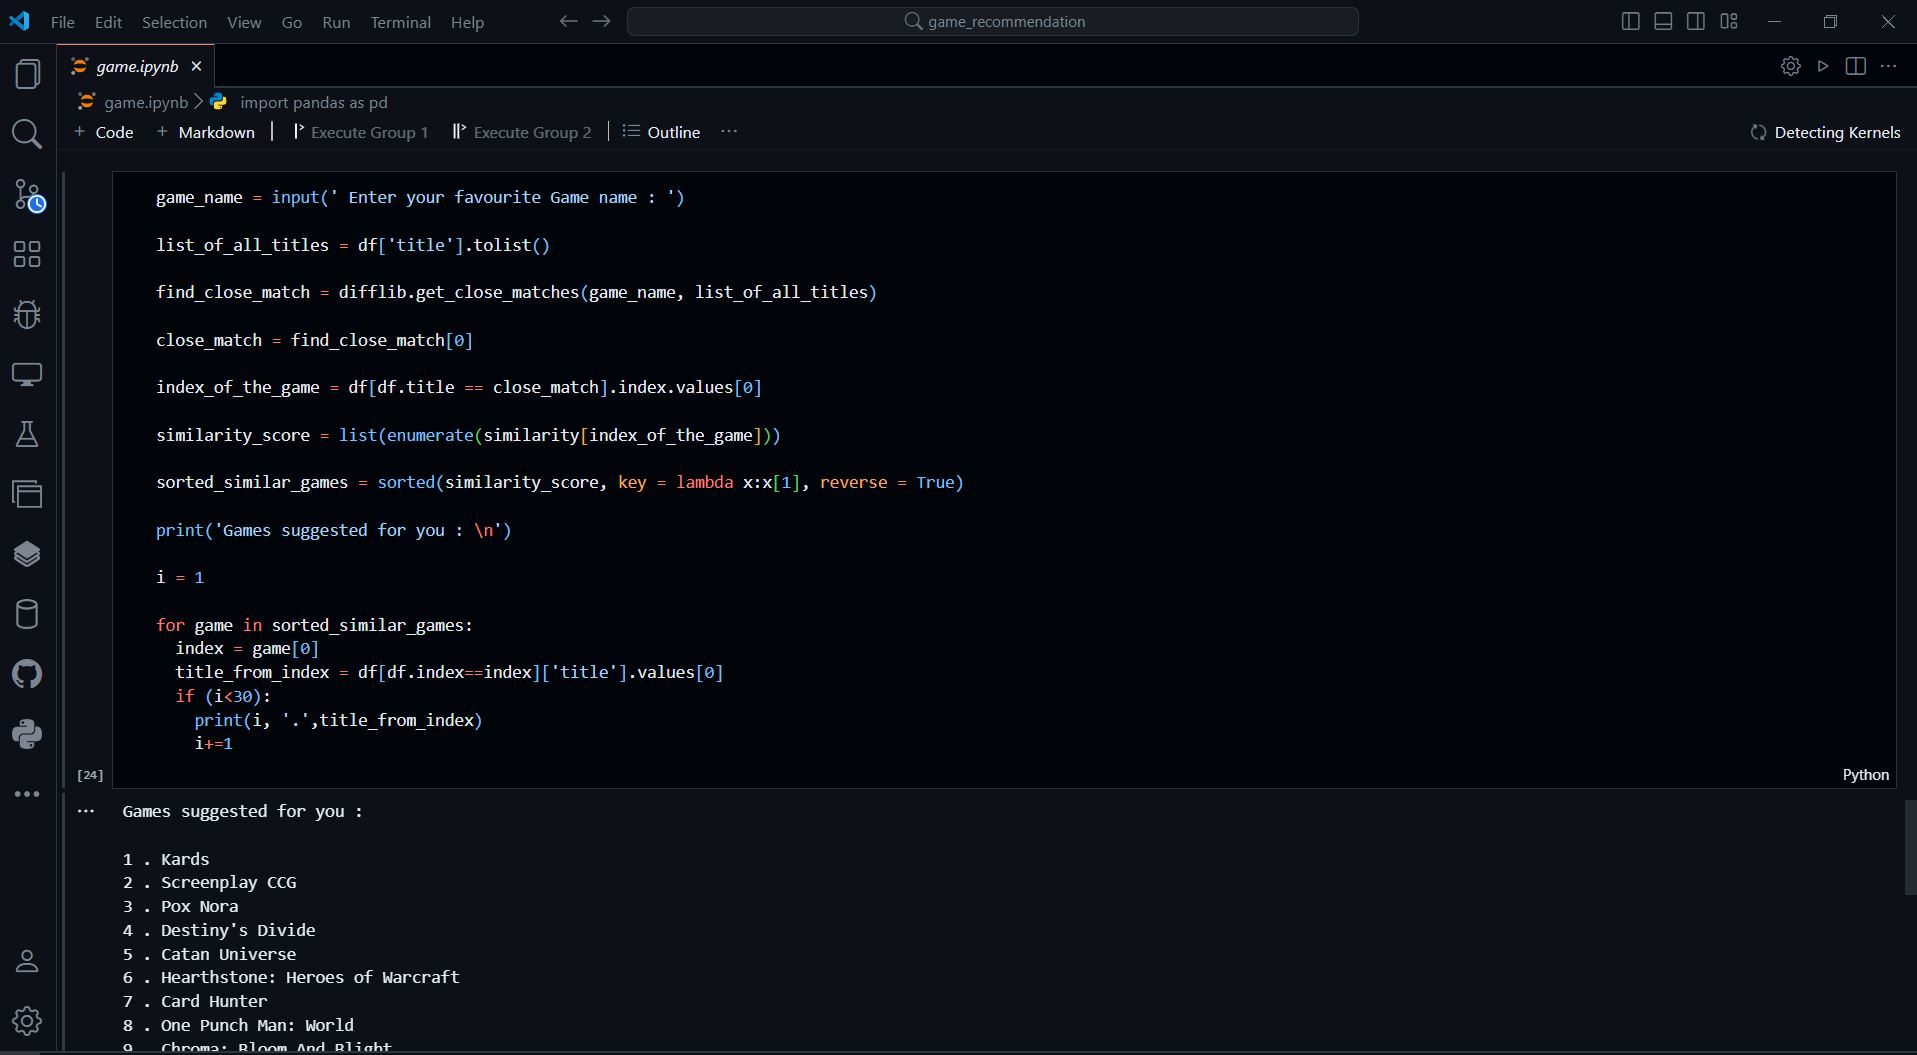 File Edit Selection View Go Run Terminal Help game_recommendation
game.ipynb
game.ipynb > import pandas as pd
+ Code + Markdown | Execute Group 1 Execute Group 2 | Outline ... Detecting Kernels
game_name = input(' Enter your favourite Game name : ')
list_of_all_titles = df['title'].tolist()
find_close_match = difflib.get_close_matches(game_name, list_of_all_titles)
close_match = find_close_match[0]
index_of_the_game = df[df.title == close_match].index.values[0]
similarity_score = list(enumerate(similarity[index_of_the_game]))
sorted_similar_games = sorted(similarity_score, key = lambda x:x[1], reverse = True)
print('Games suggested for you : \n')
i = 1
for game in sorted_similar_games:
  index = game[0]
  title_from_index = df[df.index==index]['title'].values[0]
  if (i<30):
    print(i, '.',title_from_index)
    i+=1
[24] Python
... Games suggested for you :
1 . Kards
2 . Screenplay CCG
3 . Pox Nora
4 . Destiny's Divide
5 . Catan Universe
6 . Hearthstone: Heroes of Warcraft
7 . Card Hunter
8 . One Punch Man: World
9 . Chroma: Bloom And Blight